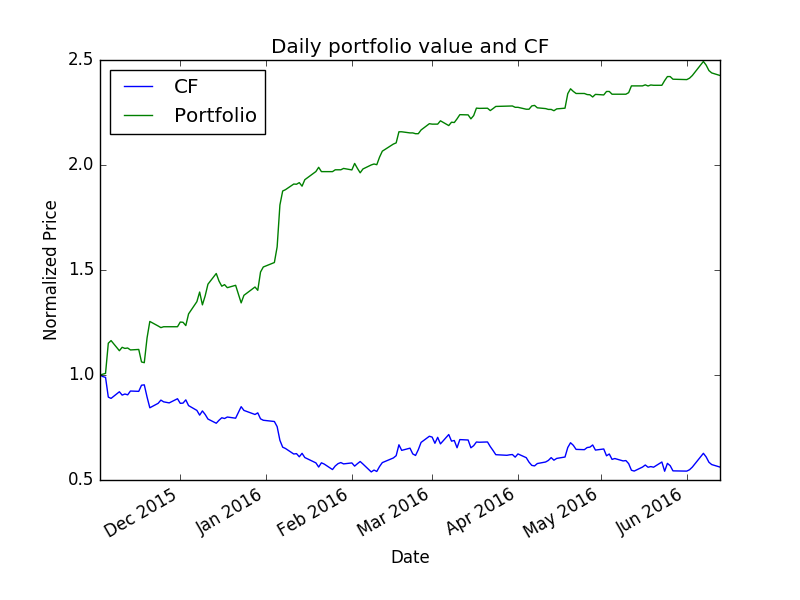 Daily portfolio value and CF
CF
Portfolio
2.5
2.0
1.5
1.0
0.5
Normalized Price
Dec 2015
Jan 2016
Feb 2016
Mar 2016
Apr 2016
May 2016
Jun 2016
Date